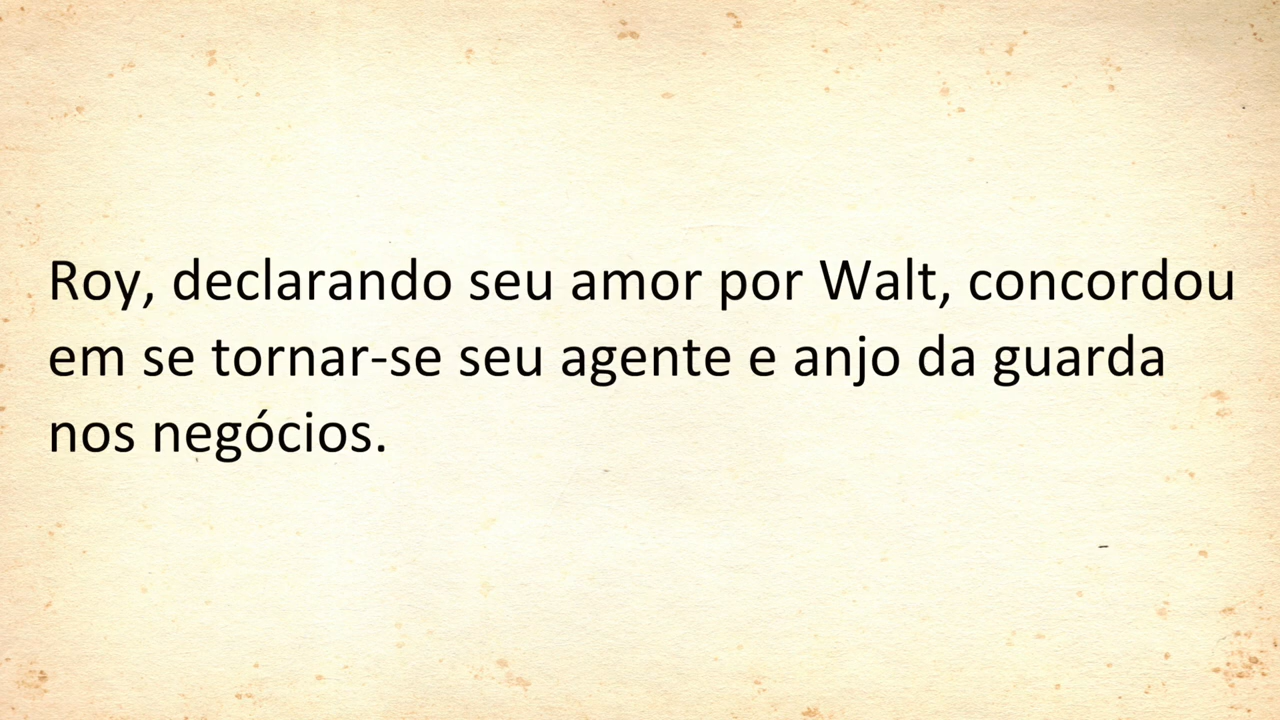 Roy, declarando seu amor por Walt, concordou
em se tornar-se seu agente e anjo da guarda
nos negócios.